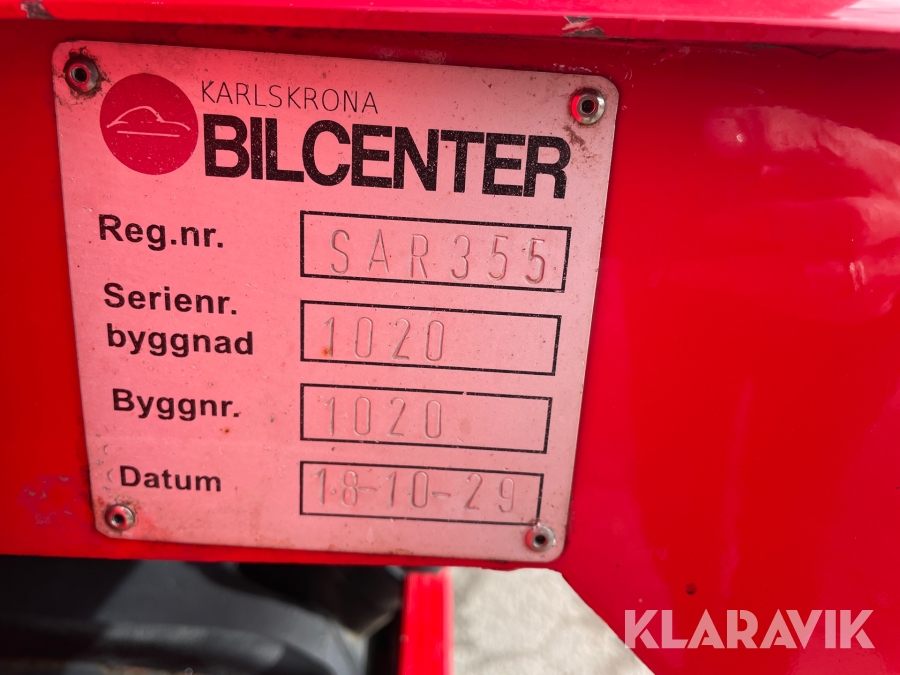 KARLSKRONA
BILCENTER
Reg.nr. SAR355
Serienr.
byggnad 1020
Byggnr. 1020
Datum 18-10-29
KLARAVIK